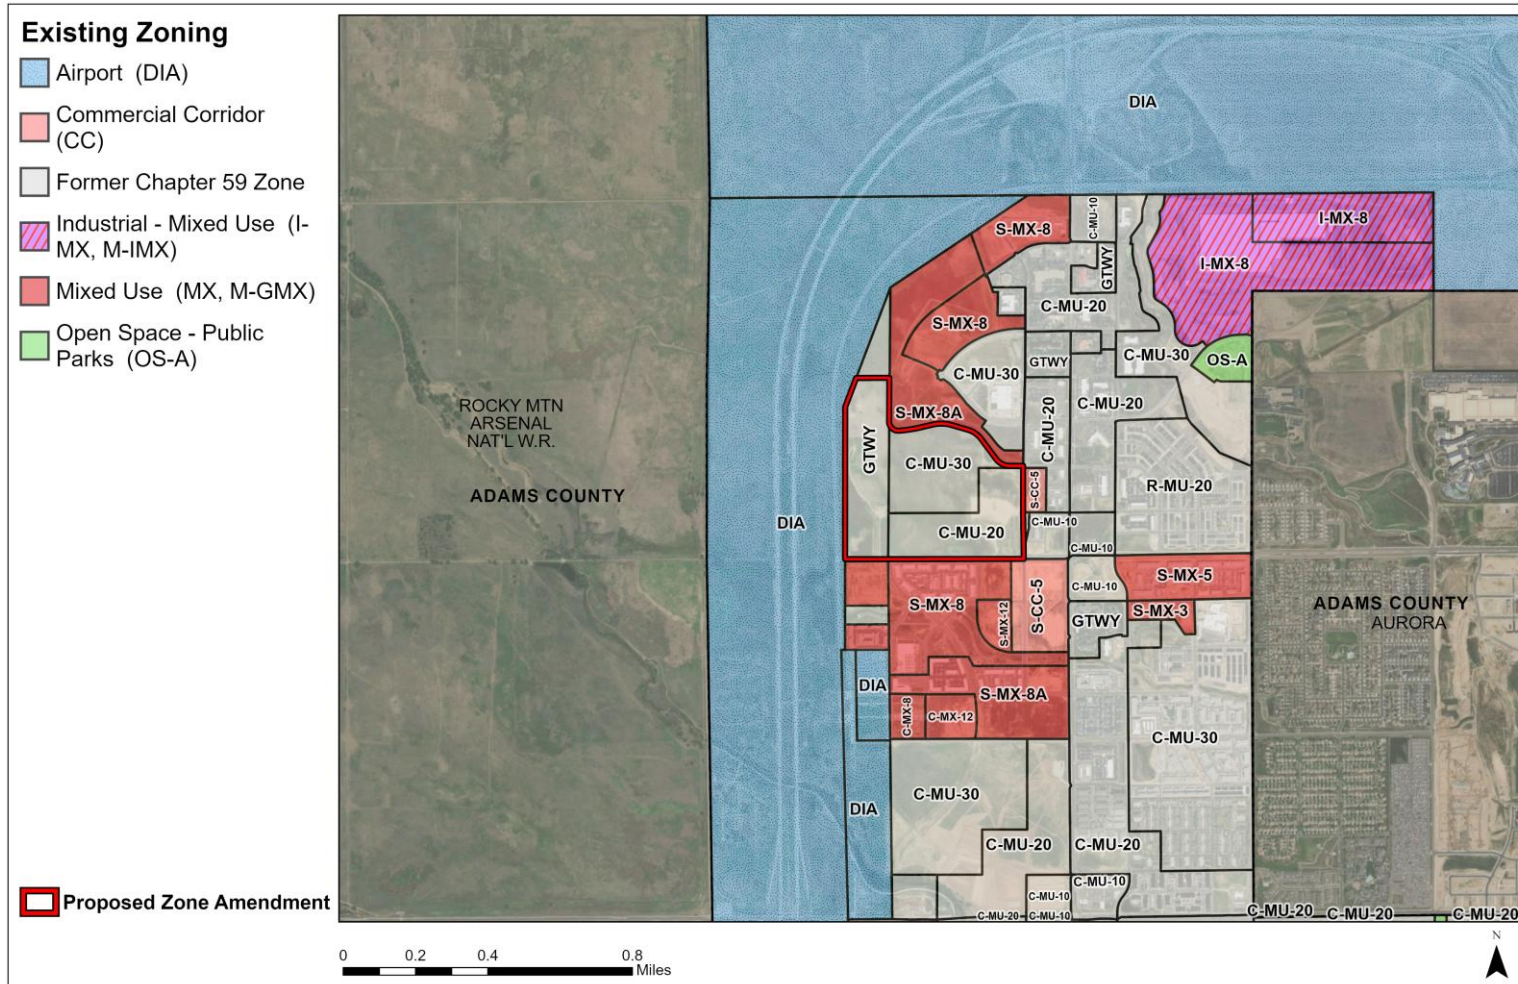 Existing Zoning
Airport (DIA)
Commercial Corridor
(CC)
Former Chapter 59 Zone
Industrial - Mixed Use (I-
MX, M-IMX)
Mixed Use (MX, M-GMX)
Open Space - Public
Parks (OS-A)
Proposed Zone Amendment
DIA
S-MX-8
C-MU-10
I-MX-8
I-MX-8
GTWY
C-MU-20
S-MX-8
GTWY
C-MU-30
OS-A
C-MU-30
C-MU-20
C-MU-20
S-MX-8A
ROCKY MTN
ARSENAL
NAT'L W.R.
ADAMS COUNTY
GTWY
C-MU-30
S-CC-5
R-MU-20
DIA
C-MU-20
C-MU-10
C-MU-10
S-MX-8
S-MX-12
S-CC-5
C-MU-10
S-MX-5
S-MX-3
GTWY
ADAMS COUNTY
AURORA
DIA
S-MX-8A
C-MX-8
C-MX-12
C-MU-30
DIA
C-MU-30
C-MU-20
C-MU-20
C-MU-10
C-MU-10
C-MU-20
C-MU-10
C-MU-20
C-MU-20
C-MU-20
0
0.2
0.4
0.8
Miles
N